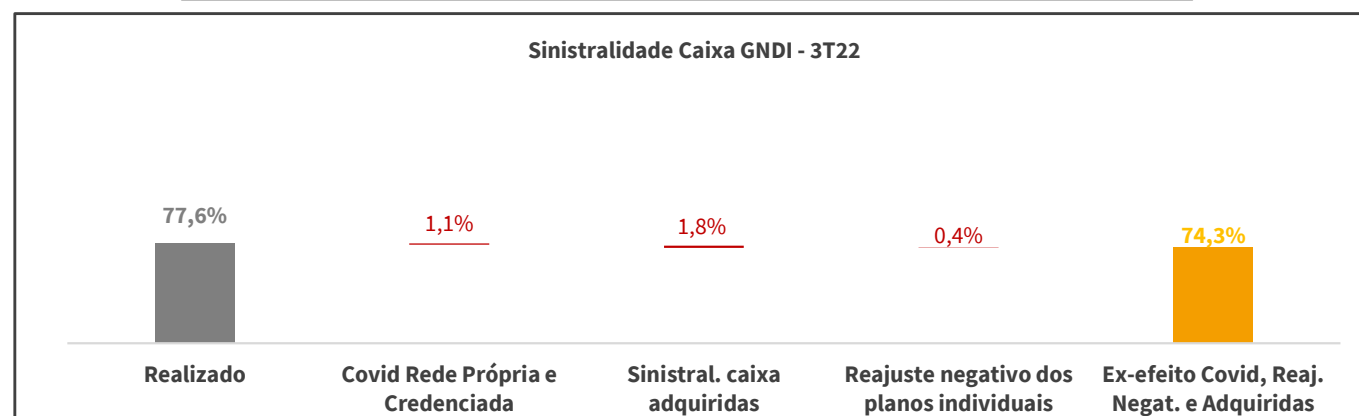 Sinistralidade Caixa GNDI - 3T22
77,6%
1,1%
1,8%
0,4%
74,3%
Realizado
Covid Rede Própria e
Credenciada
Sinistral. caixa
adquiridas
Reajuste negativo dos
planos individuais
Ex-efeito Covid, Reaj.
Negat. e Adquiridas